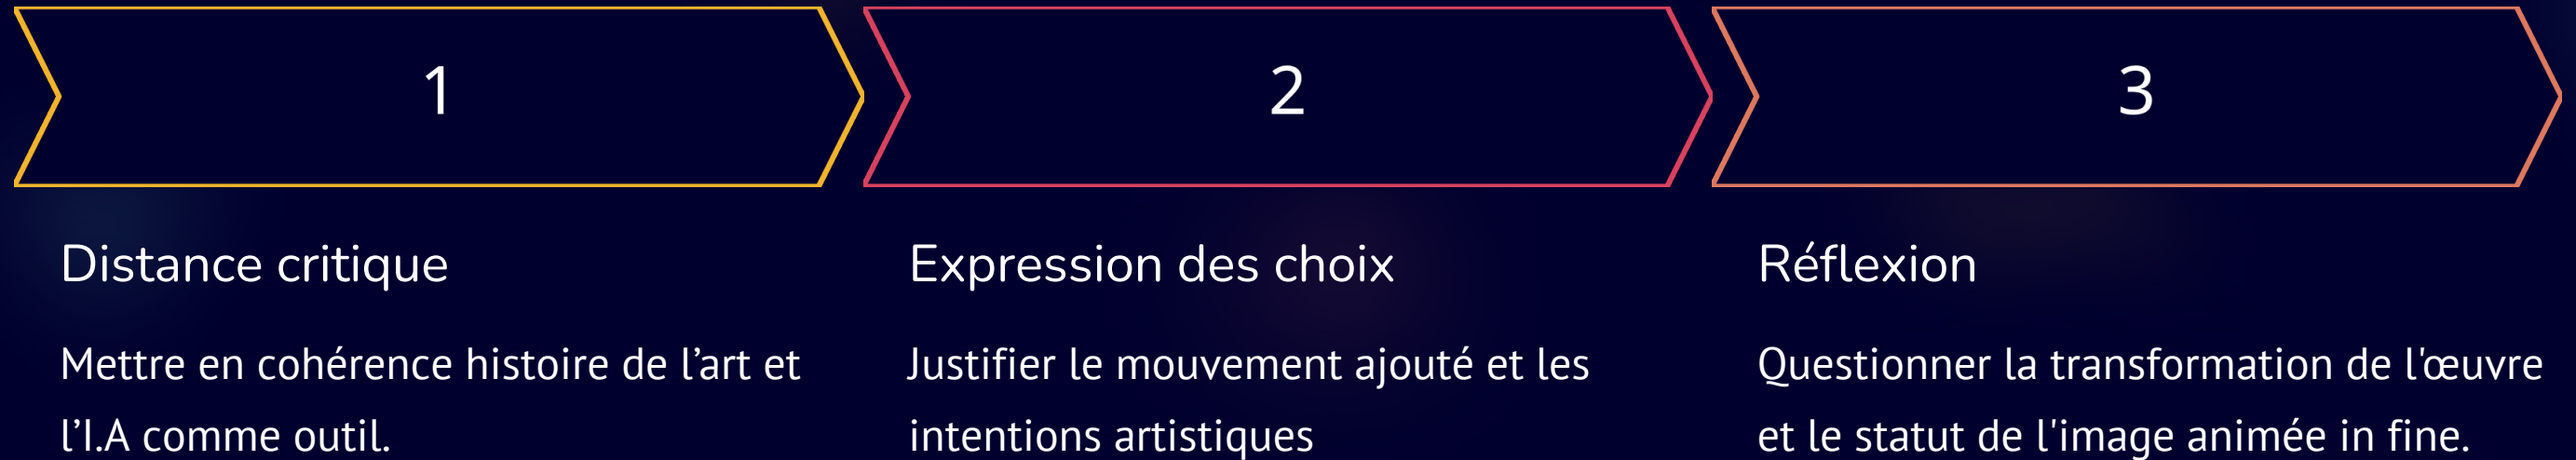 1
2
3
Distance critique
Mettre en cohérence histoire de l’art et
l’I.A comme outil.
Expression des choix
Justifier le mouvement ajouté et les
intentions artistiques
Réflexion
Questionner la transformation de l'œuvre
et le statut de l'image animée in fine.